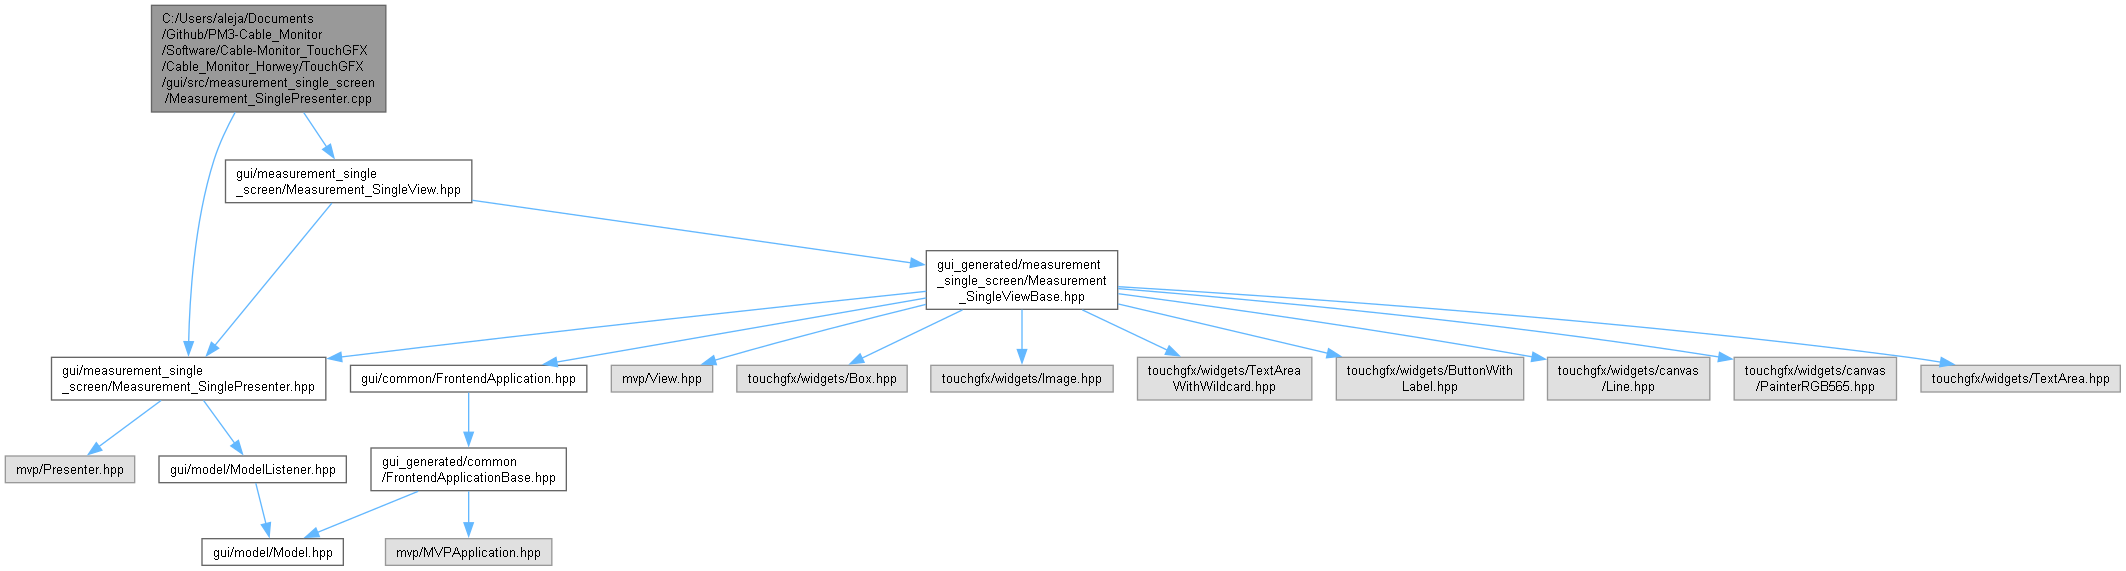 C:/Users/aleja/Documents
/Github/PM3-Cable_Monitor
/Software/Cable-Monitor_TouchGFX
/Cable_Monitor_Horwey/TouchGFX
/gui/src/measurement_single_screen
/Measurement_SinglePresenter.cpp
gui/measurement_single
_screen/Measurement_SingleView.hpp
gui_generated/measurement
_single_screen/Measurement
_SingleViewBase.hpp
gui/measurement_single
_screen/Measurement_SinglePresenter.hpp
gui/common/FrontendApplication.hpp
mvp/View.hpp
touchgfx/widgets/Box.hpp
touchgfx/widgets/Image.hpp
touchgfx/widgets/TextArea
WithWildcard.hpp
touchgfx/widgets/ButtonWith
Label.hpp
touchgfx/widgets/canvas
/Line.hpp
touchgfx/widgets/canvas
/PainterRGB565.hpp
touchgfx/widgets/TextArea.hpp
mvp/Presenter.hpp
gui/model/ModelListener.hpp
gui_generated/common
/FrontendApplicationBase.hpp
gui/model/Model.hpp
mvp/MVPApplication.hpp